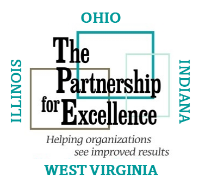 OHIO
ILLINOIS
The
Partnership
for Excellence
INDIANA
Helping organizations
see improved results
WEST VIRGINIA